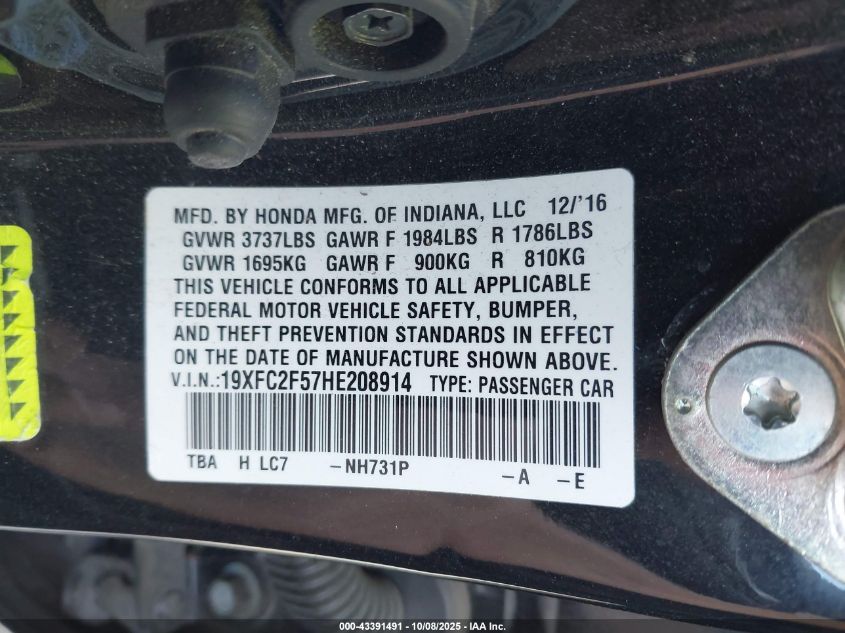 MFD. BY HONDA MFG. OF INDIANA, LLC 12/'16
GVWR 3737LBS GAWR F 1984LBS R 1786LBS
GVWR 1695KG GAWR F 900KG R 810KG
THIS VEHICLE CONFORMS TO ALL APPLICABLE
FEDERAL MOTOR VEHICLE SAFETY, BUMPER,
AND THEFT PREVENTION STANDARDS IN EFFECT
ON THE DATE OF MANUFACTURE SHOWN ABOVE.
V.I.N.:19XFC2F57HE208914 TYPE: PASSENGER CAR
TBA H LC7 -NH731P -A -E
000-43391491 - 10/08/2025 - IAA Inc.